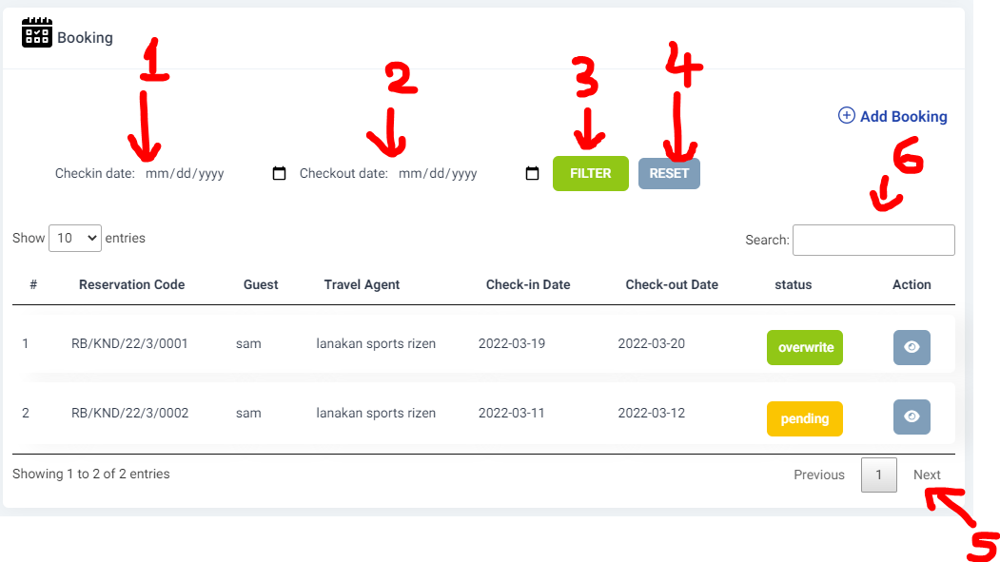 Booking
1 2 3 4
Add Booking
6
Checkin date: mm/dd/yyyy Checkout date: mm/dd/yyyy FILTER RESET
Show 10 entries Search:
# Reservation Code Guest Travel Agent Check-in Date Check-out Date status Action
1 RB/KND/22/3/0001 sam lanakan sports rizen 2022-03-19 2022-03-20 overwrite
2 RB/KND/22/3/0002 sam lanakan sports rizen 2022-03-11 2022-03-12 pending
Showing 1 to 2 of 2 entries Previous 1 Next
5